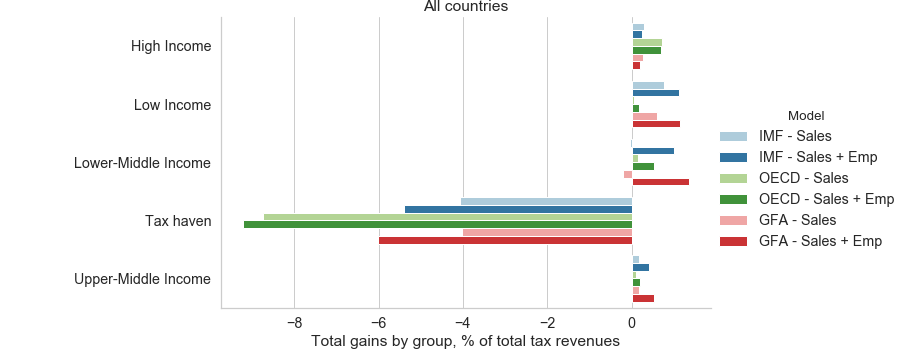 All countries
High Income
Low Income
Lower-Middle Income
Tax haven
Upper-Middle Income
−8 −6 −4 −2 0
Total gains by group, % of total tax revenues
Model
IMF - Sales
IMF - Sales + Emp
OECD - Sales
OECD - Sales + Emp
GFA - Sales
GFA - Sales + Emp